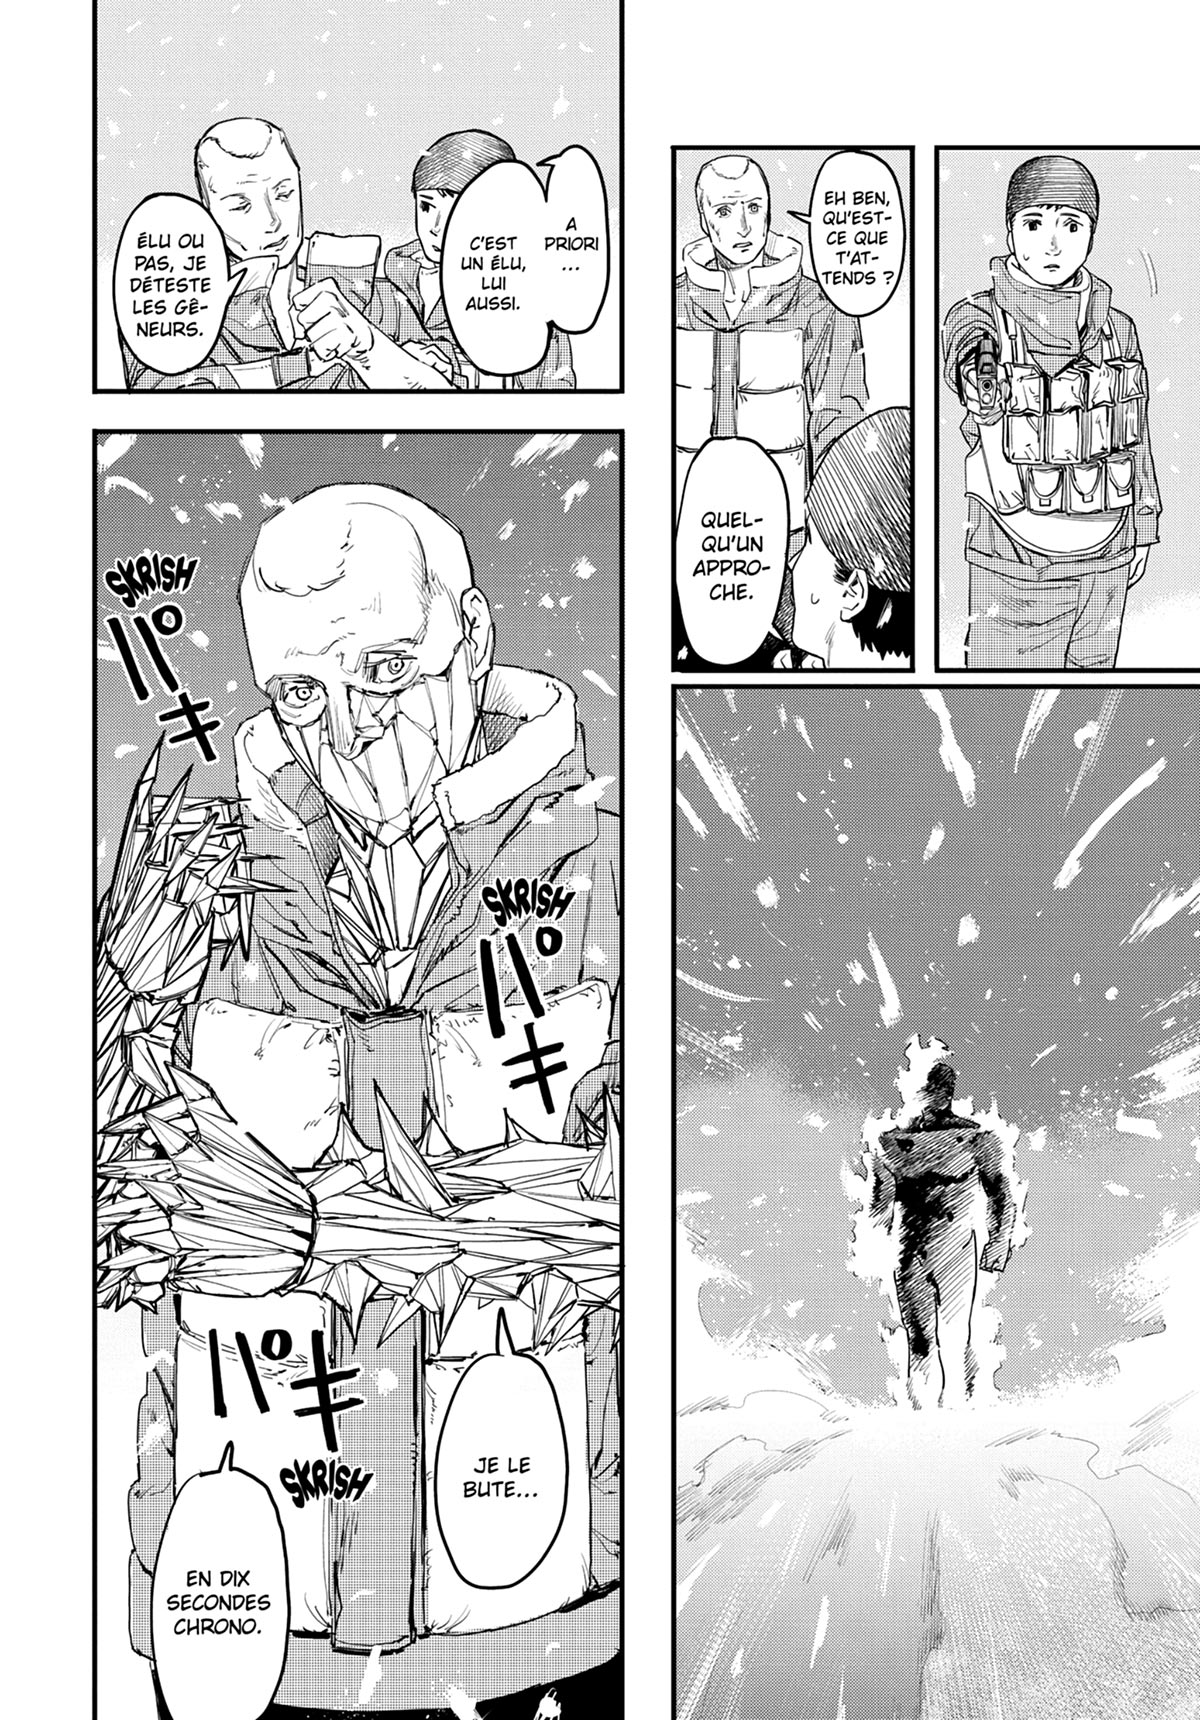 EH BEN,
QU'EST-
CE QUE
T'AT-
TENDS ?
QUEL-
QU'UN
APPRO-
CHE.
A
PRIORI
...
C'EST
UN ÉLU,
LUI
AUSSI.
ÉLU OU
PAS, JE
DÉTESTE
LES GÊ-
NEURS.
SKRISH
パキ
SKRISH
パキ
パキ
SKRISH
JE LE
BUTE...
EN DIX
SECONDES
CHRONO.